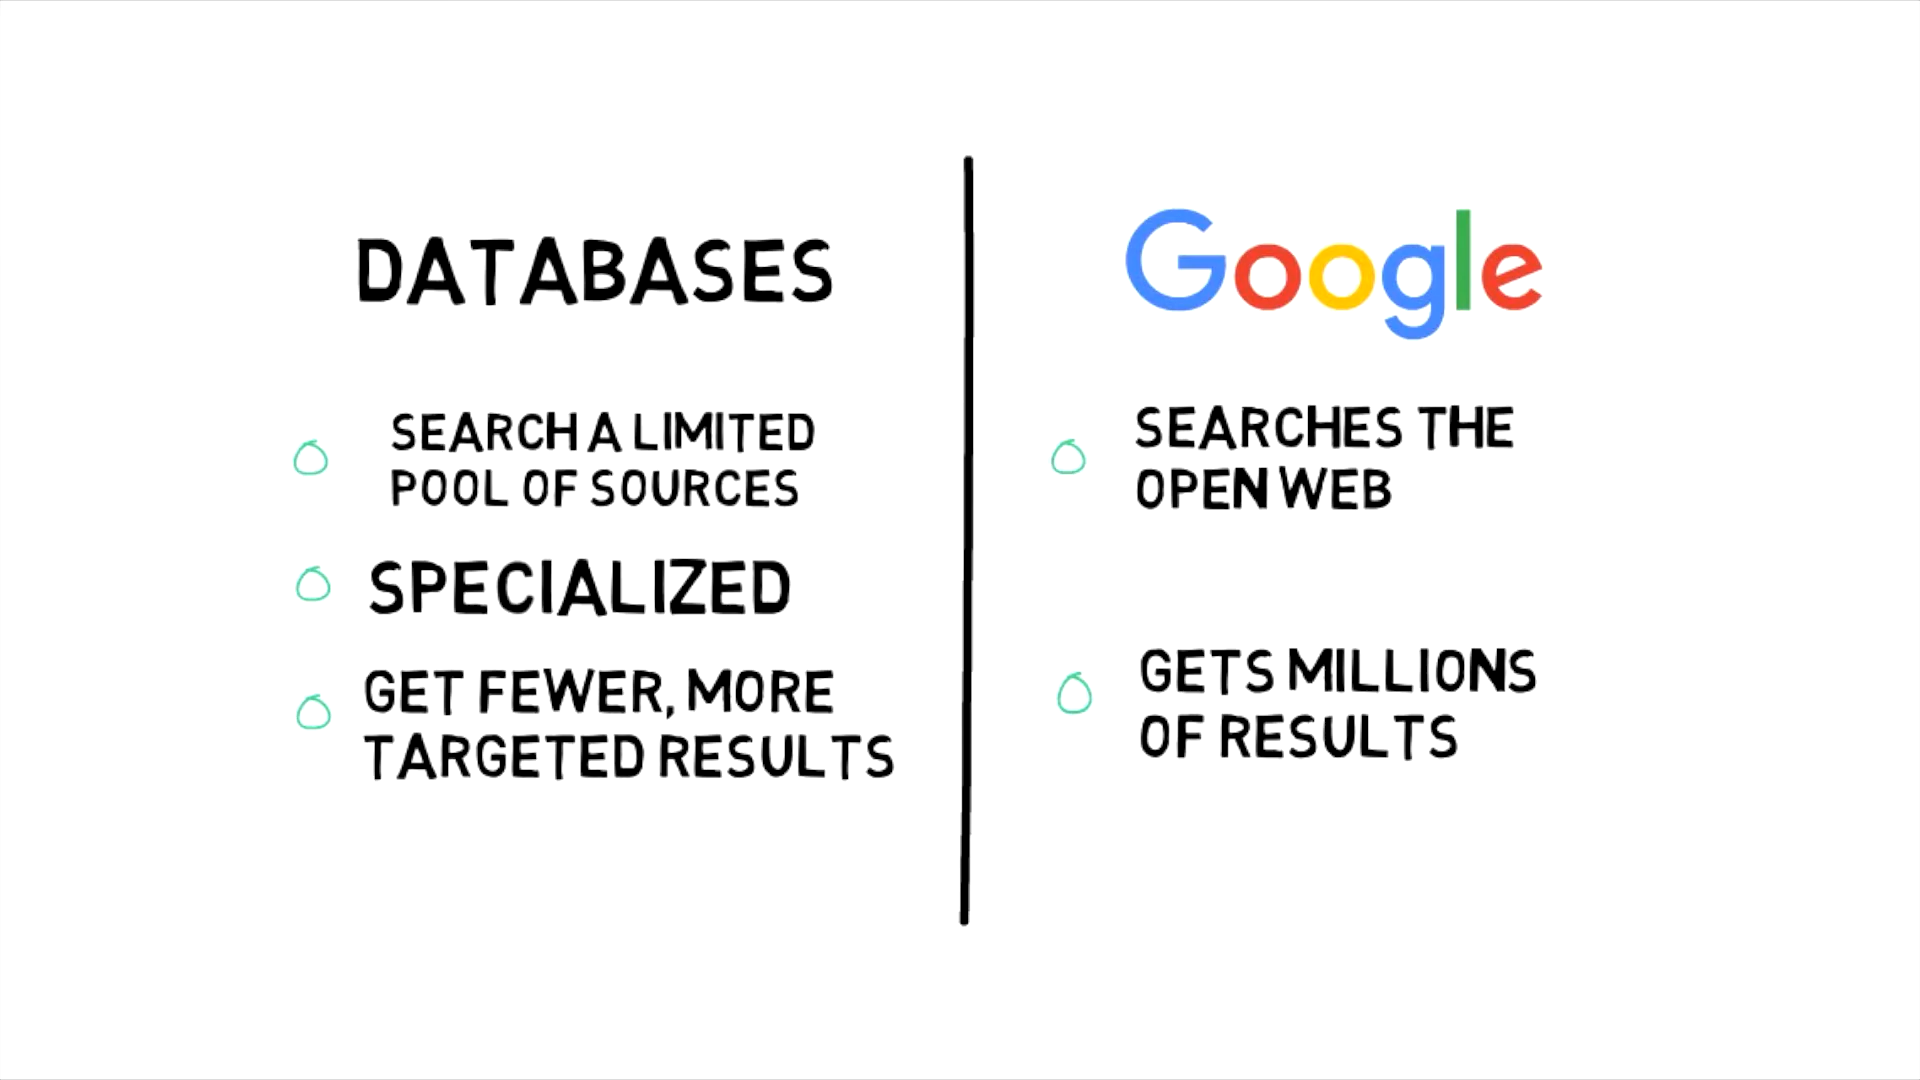 DATABASES
SEARCH A LIMITED
POOL OF SOURCES
SPECIALIZED
GET FEWER, MORE
TARGETED RESULTS
Google
SEARCHES THE
OPEN WEB
GETS MILLIONS
OF RESULTS